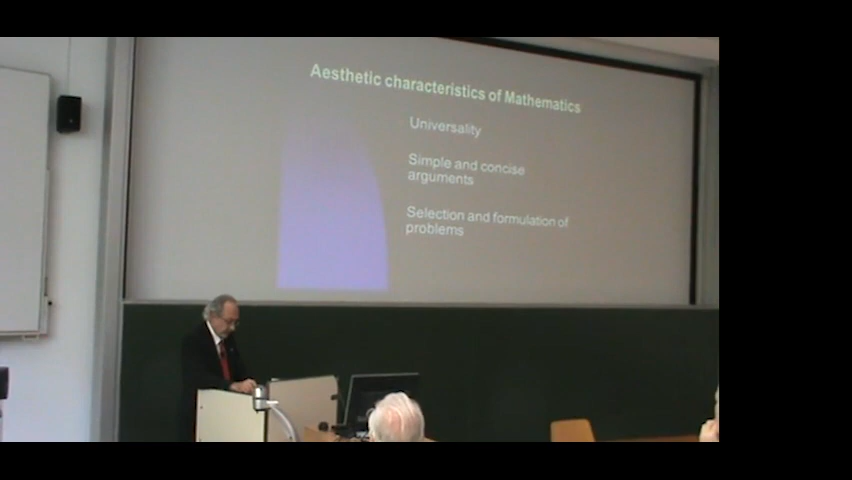 Aesthetic characteristics of Mathematics
Universality
Simple and concise
arguments
Selection and formulation of
problems